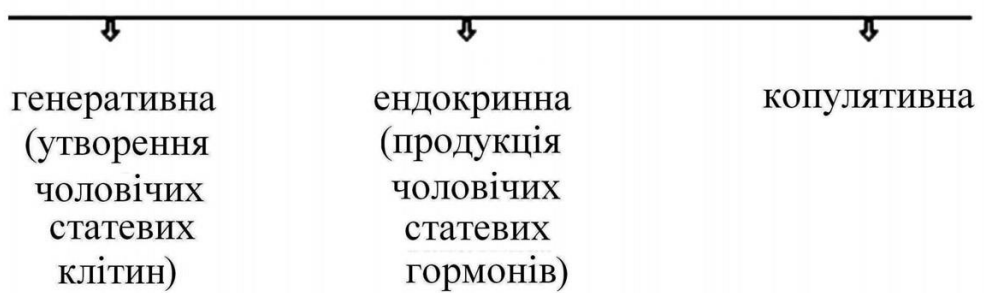 генеративна
(утворення
чоловічих
статевих
клітин)
ендокринна
(продукція
чоловічих
статевих
гормонів)
копулятивна